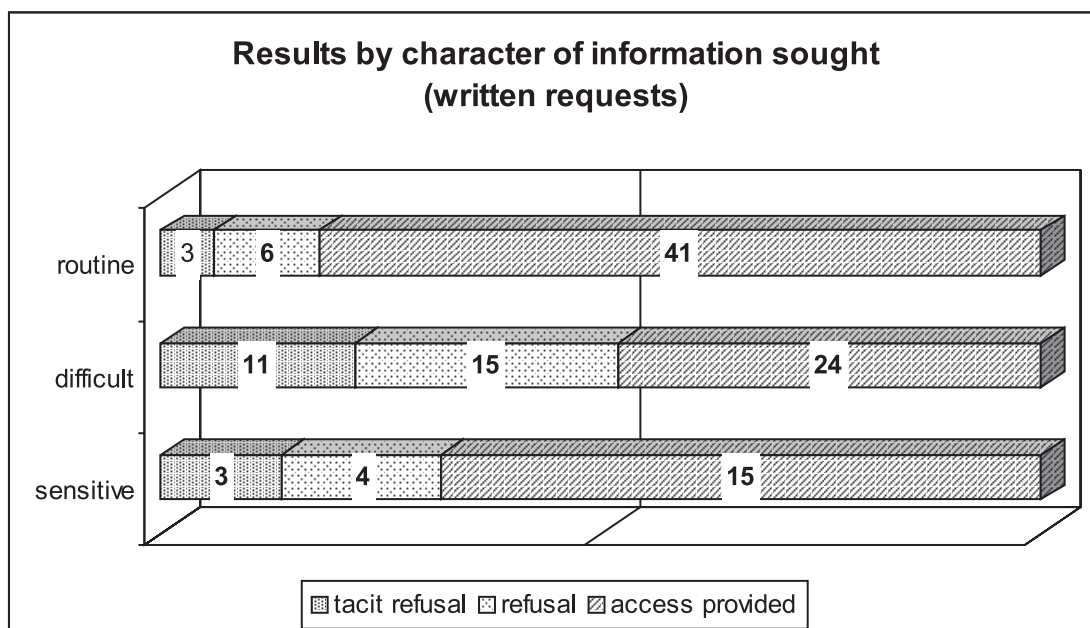 Results by character of information sought
(written requests)
routine
3
6
41
difficult
11
15
24
sensitive
3
4
15
tacit refusal
refusal
access provided